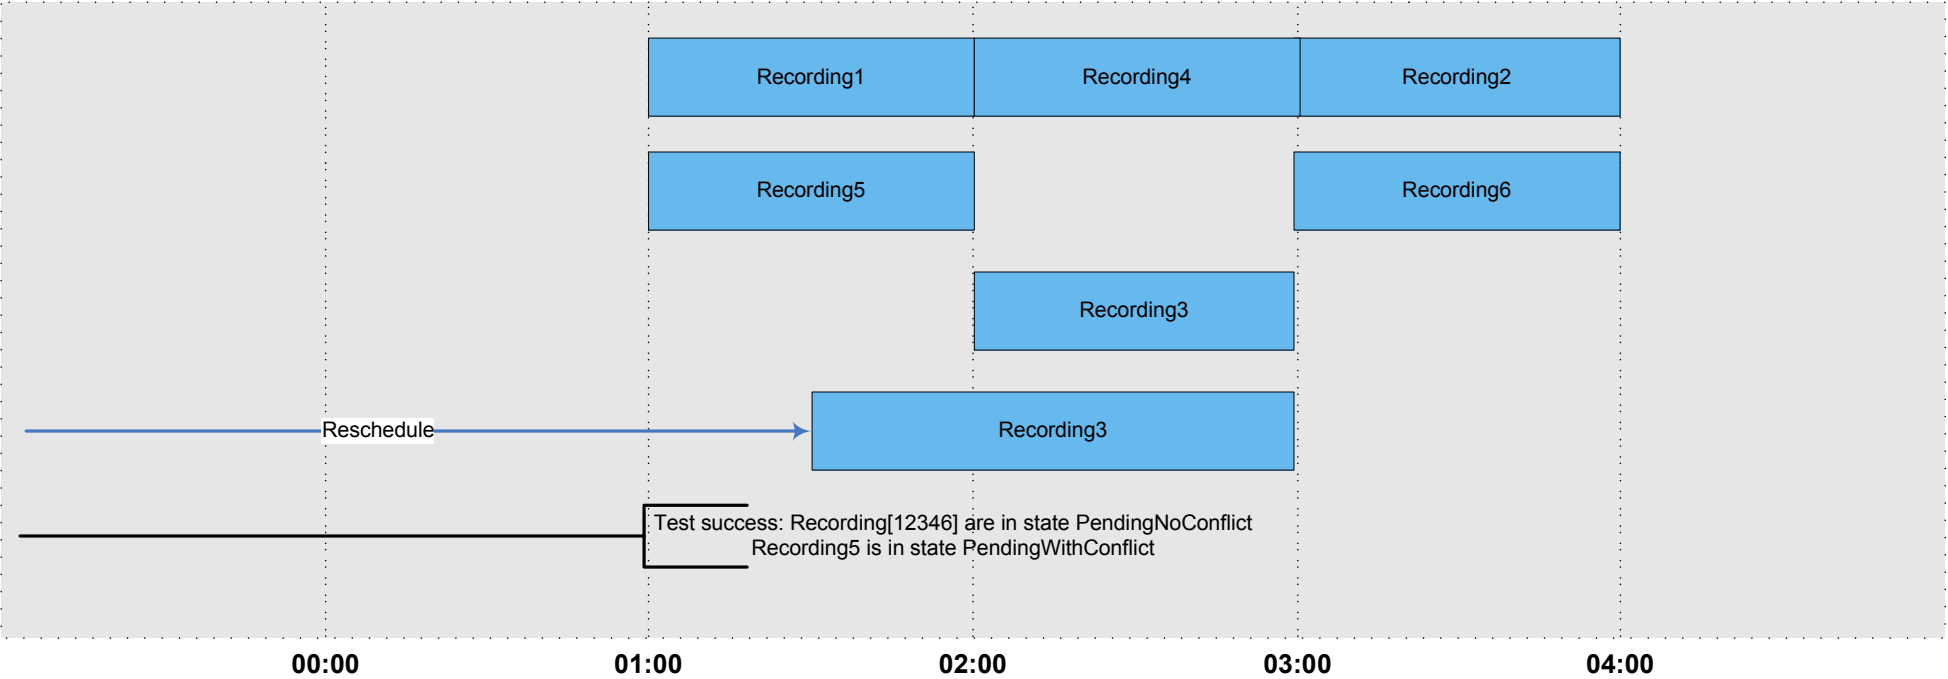 Recording1
Recording4
Recording2
Recording5
Recording6
Recording3
Reschedule
Recording3
Test success: Recording[12346] are in state PendingNoConflict
Recording5 is in state PendingWithConflict
00:00
01:00
02:00
03:00
04:00